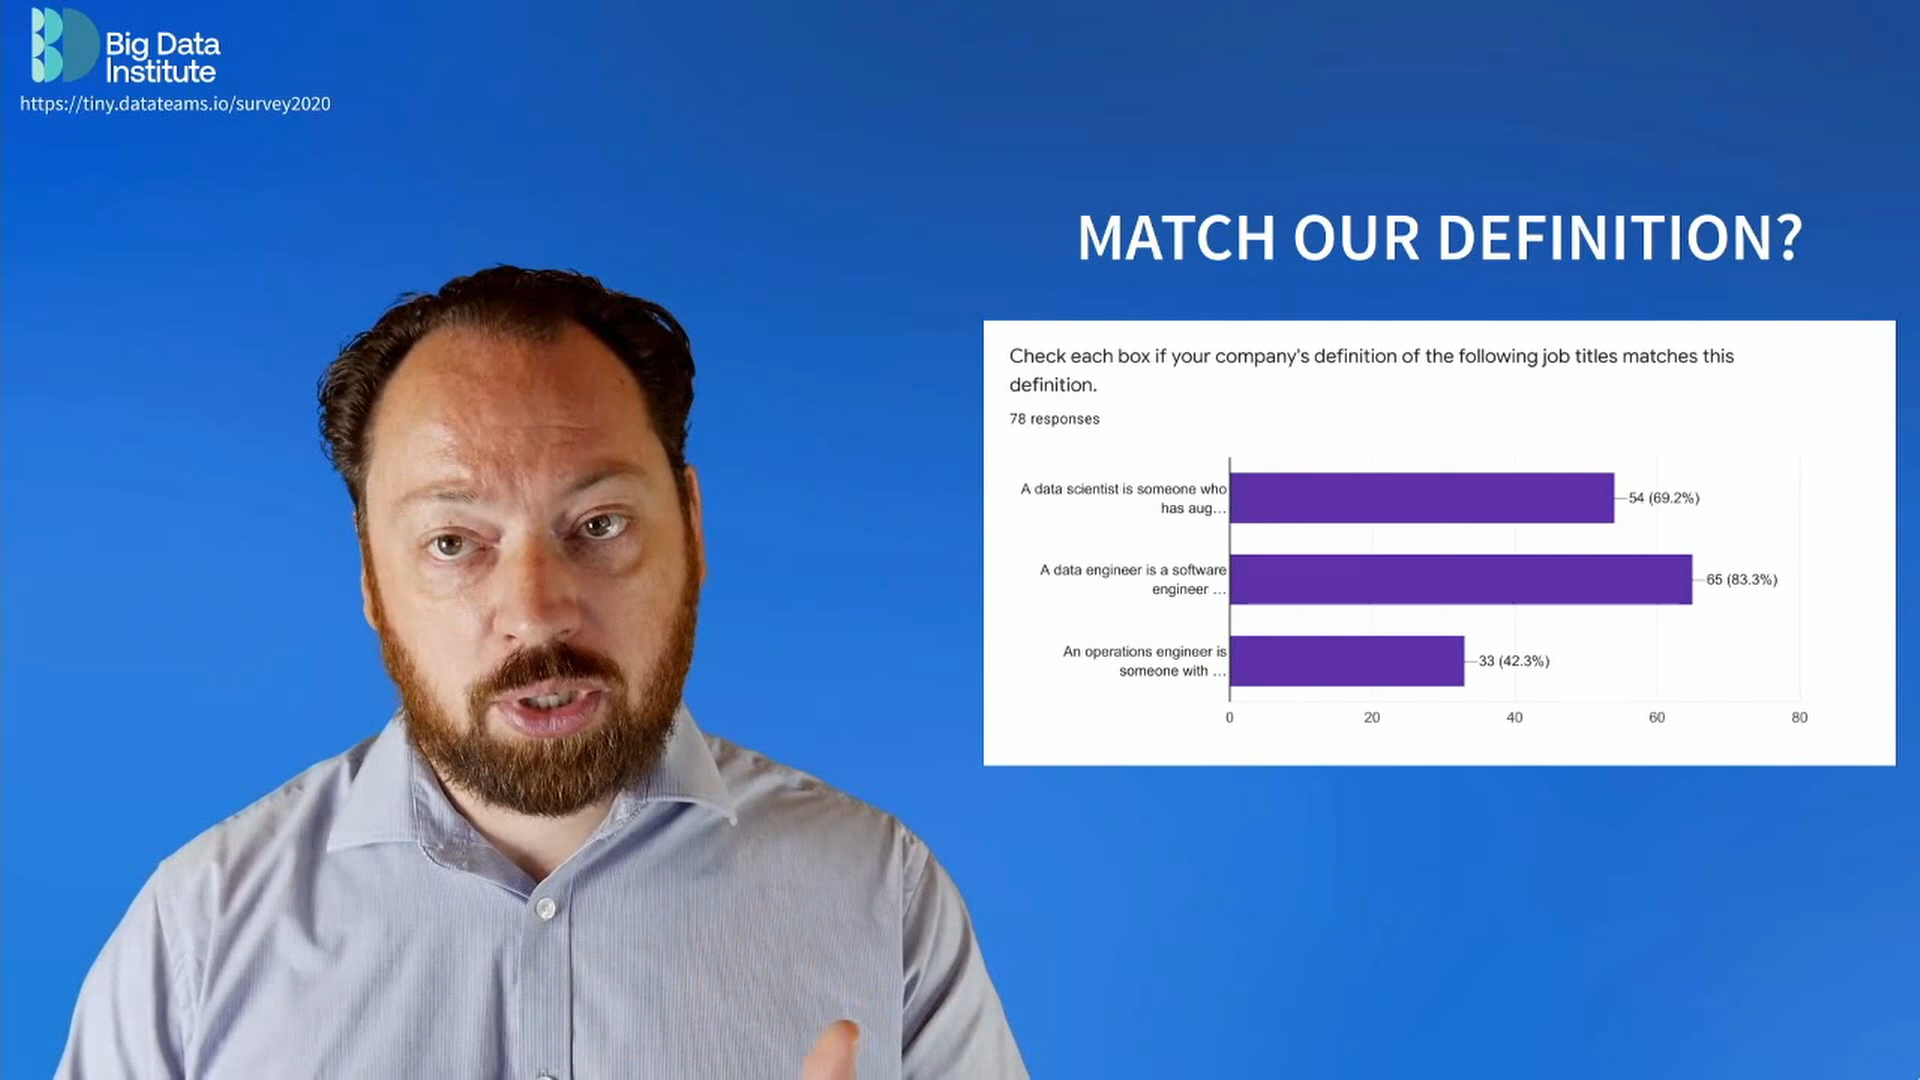 Big Data
Institute
https://tiny.datateams.io/survey2020
MATCH OUR DEFINITION?
Check each box if your company's definition of the following job titles matches this
definition.
78 responses
A data scientist is someone who
has aug...
54 (69.2%)
A data engineer is a software
engineer ...
65 (83.3%)
An operations engineer is
someone with ...
33 (42.3%)
0 20 40 60 80